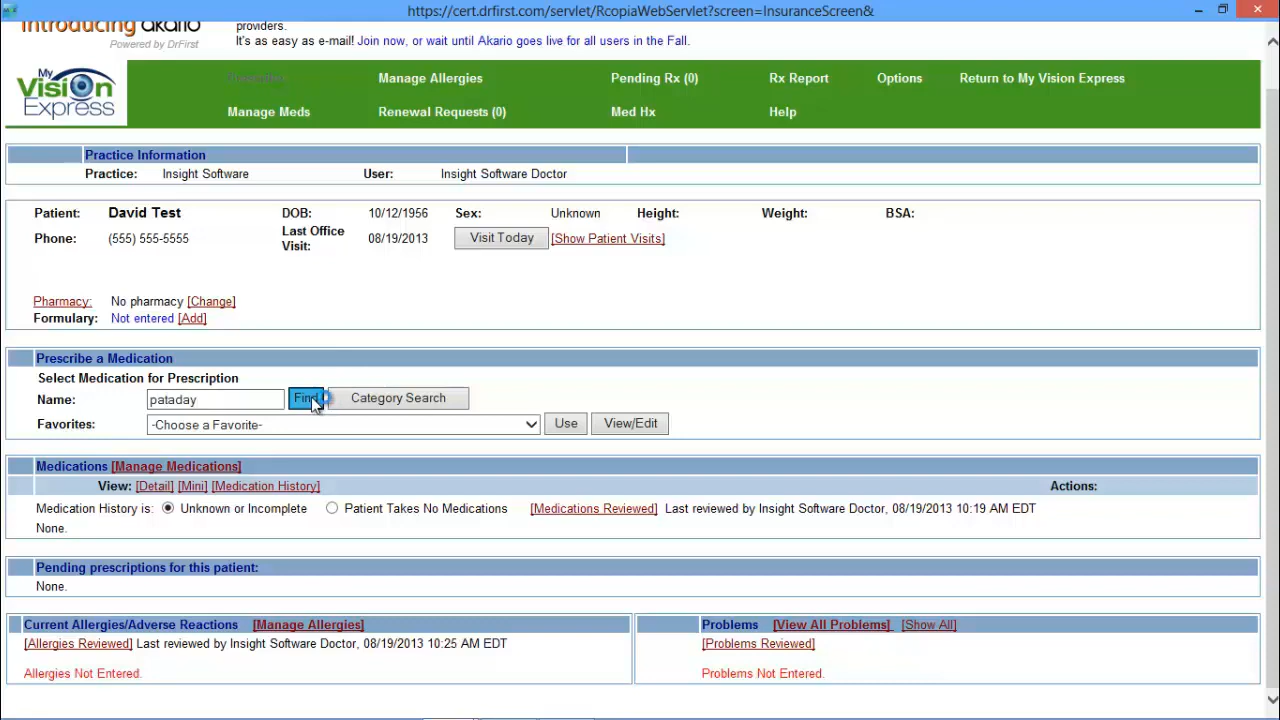 https://cert.drfirst.com/servlet/RcopiaWebServlet?screen=InsuranceScreen&
Introducing akario
Powered by DrFirst
providers.
It's as easy as e-mail! Join now, or wait until Akario goes live for all users in the Fall.
My Vision Express
Manage Allergies Pending Rx (0) Rx Report Options Return to My Vision Express
Manage Meds Renewal Requests (0) Med Hx Help
Practice Information
Practice: Insight Software User: Insight Software Doctor
Patient: David Test DOB: 10/12/1956 Sex: Unknown Height: Weight: BSA:
Phone: (555) 555-5555 Last Office Visit: 08/19/2013 Visit Today [Show Patient Visits]
Pharmacy: No pharmacy [Change]
Formulary: Not entered [Add]
Prescribe a Medication
Select Medication for Prescription
Name: pataday Find Category Search
Favorites: -Choose a Favorite- Use View/Edit
Medications [Manage Medications]
View: [Detail] [Mini] [Medication History] Actions:
Medication History is: Unknown or Incomplete Patient Takes No Medications [Medications Reviewed] Last reviewed by Insight Software Doctor, 08/19/2013 10:19 AM EDT
None.
Pending prescriptions for this patient:
None.
Current Allergies/Adverse Reactions [Manage Allergies] Problems [View All Problems] [Show All]
[Allergies Reviewed] Last reviewed by Insight Software Doctor, 08/19/2013 10:25 AM EDT [Problems Reviewed]
Allergies Not Entered. Problems Not Entered.